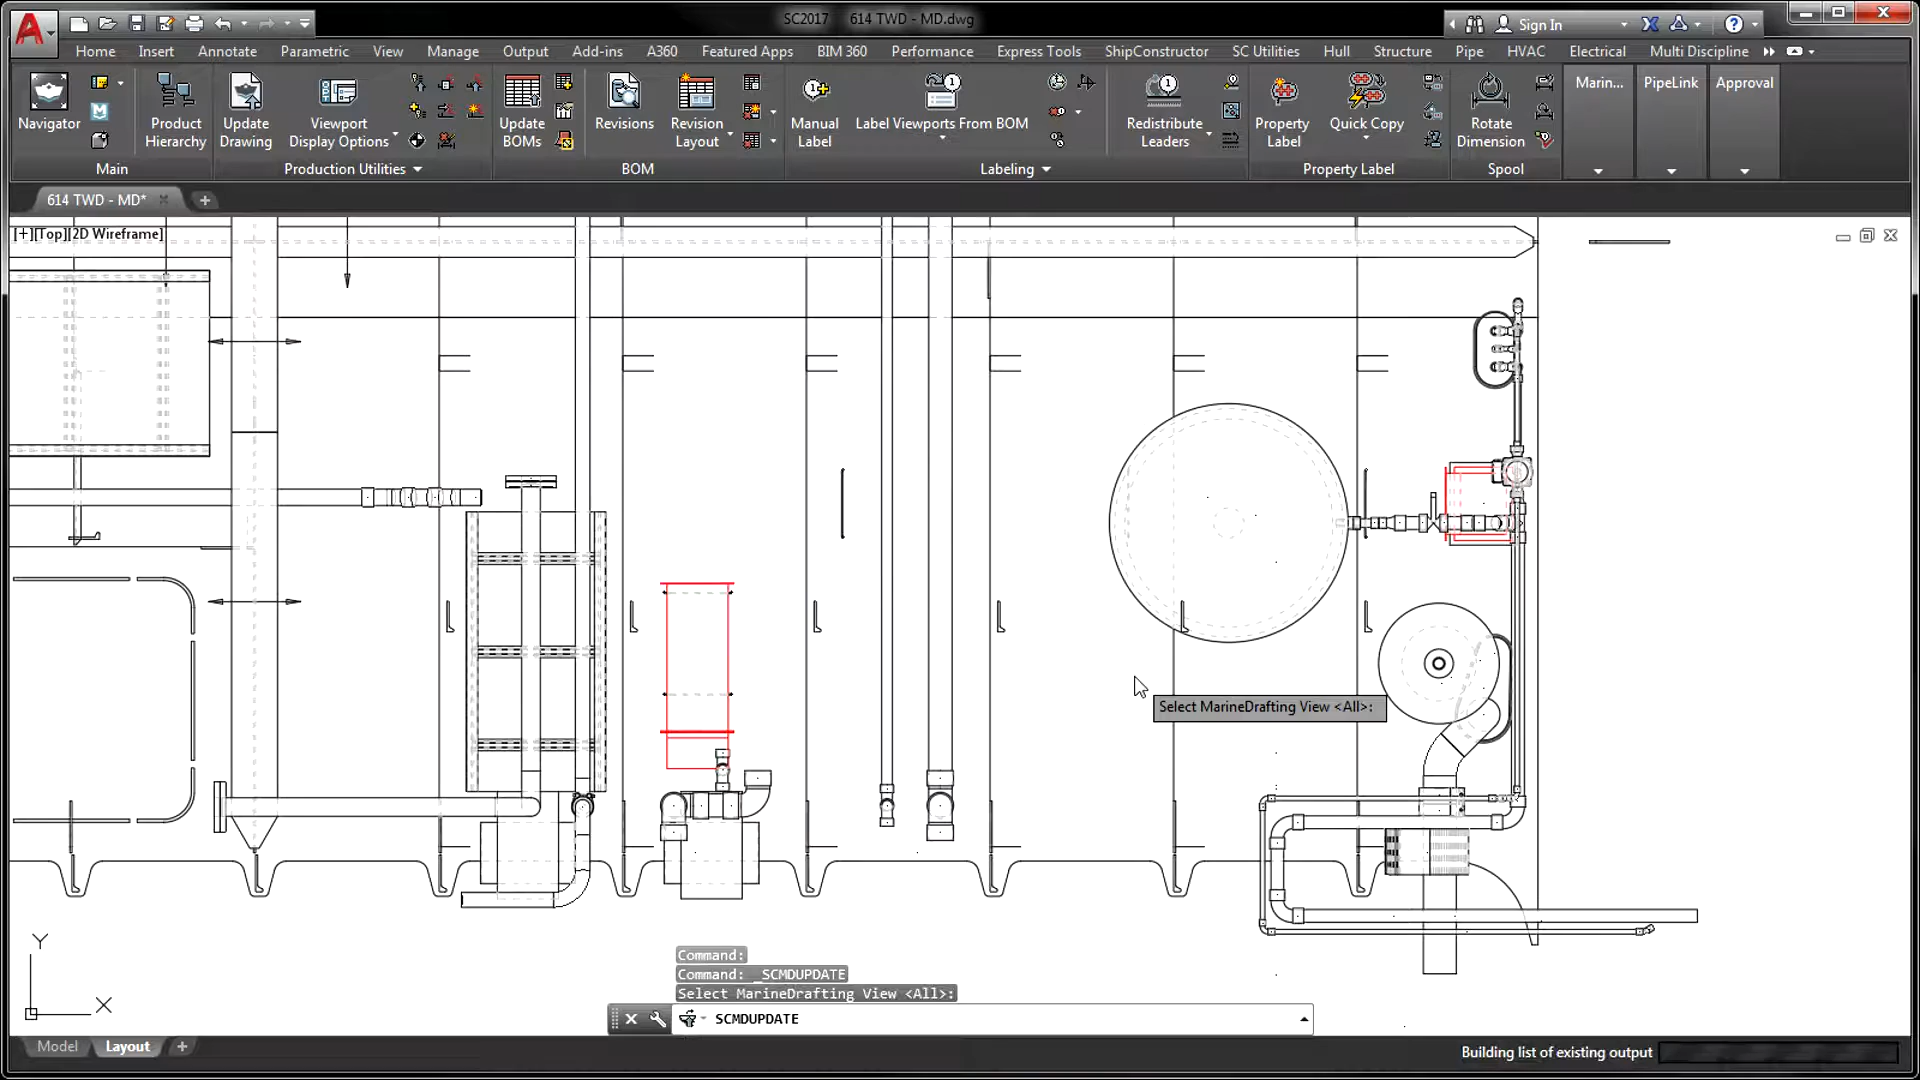 SC2017 614 TWD - MD.dwg
Sign In
Home Insert Annotate Parametric View Manage Output Add-ins A360 Featured Apps BIM 360 Performance Express Tools ShipConstructor SC Utilities Hull Structure Pipe HVAC Electrical Multi Discipline
Navigator
Product Hierarchy
Update Drawing
Viewport Display Options
Update BOMs
Revisions
Revision Layout
Manual Label
Label Viewports From BOM
Redistribute Leaders
Property Label
Quick Copy
Rotate Dimension
Marin...
PipeLink
Approval
Main
Production Utilities
BOM
Labeling
Property Label
Spool
614 TWD - MD*
[+][Top][2D Wireframe]
Select MarineDrafting View <All>:
Y
X
Command:
Command: _SCMDUPDATE
Select MarineDrafting View <All>:
SCMDUPDATE
Model
Layout
Building list of existing output